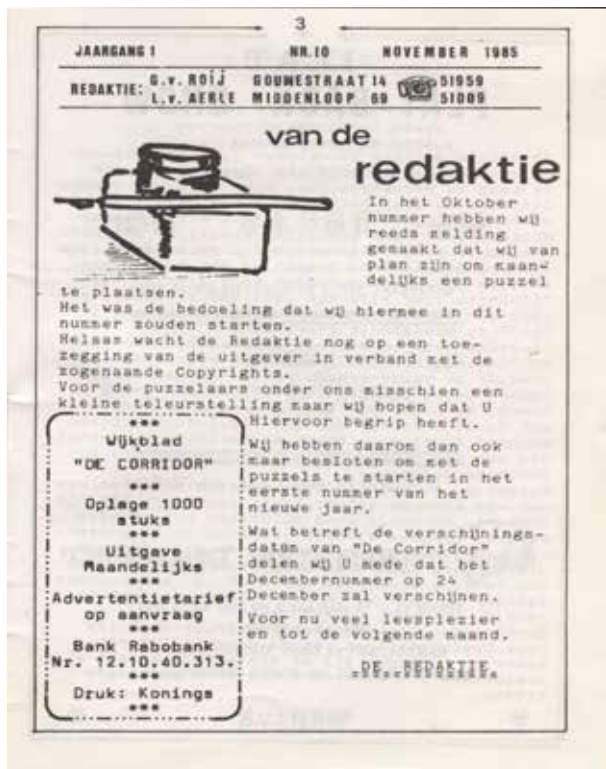 3
JAARGANG 1 NR. 10 NOVEMBER 1985
REDAKTIE: G.v. ROIJ GOUWESTRAAT 14 51959
L.v. AERLE MIDDENLOOP 69 51009
van de
redaktie
In het Oktober
nummer hebben wij
reeds melding
gemaakt dat wij van
plan zijn om maan-
delijks een puzzel
te plaatsen.
Het was de bedoeling dat wij hiermee in dit
nummer zouden starten.
Helaas wacht de Redaktie nog op een toe-
zegging van de uitgever in verband met de
zogenaamde Copyrights.
Voor de puzzelaars onder ons misschien een
kleine teleurstelling maar wij hopen dat U
Hiervoor begrip heeft.
Wij hebben daarom dan ook
maar besloten om met de
puzzels te starten in het
eerste nummer van het
nieuwe jaar.
Wat betreft de verschijnings-
datum van "De Corridor"
delen wij U mede dat het
Decembernummer op 24
December zal verschijnen.
Voor nu veel leesplezier
en tot de volgende maand.
DE REDAKTIE
***
Wijkblad
"DE CORRIDOR"
***
Oplage 1000
stuks
***
Uitgave
Maandelijks
***
Advertentietarief
op aanvraag
***
Bank Rabobank
Nr. 12.10.40.313.
***
Druk: Konings
***